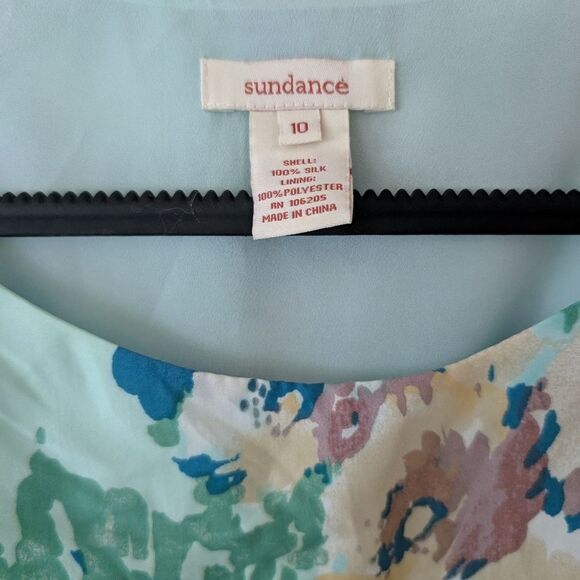 sundance
10
SHELL:
100% SILK
LINING:
100%POLYESTER
RN 106205
MADE IN CHINA